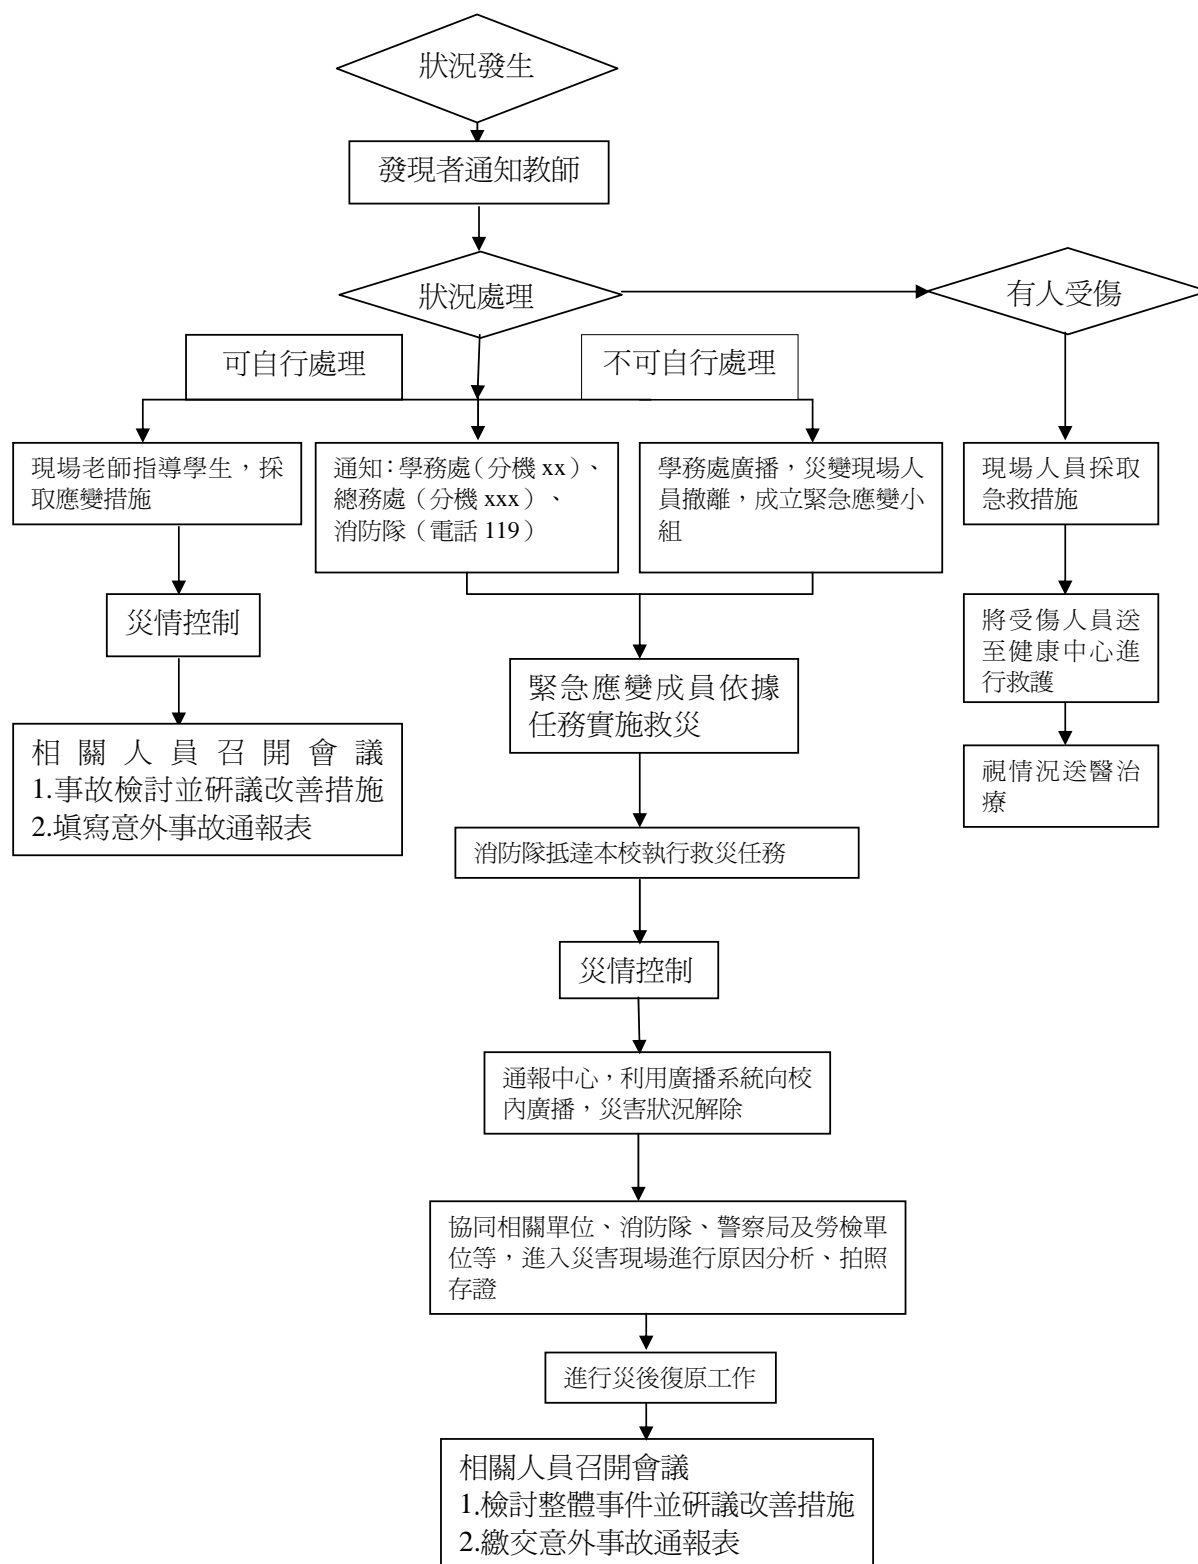 狀況發生
發現者通知教師
狀況處理
有人受傷
可自行處理
不可自行處理
現場老師指導學生，採
取應變措施
通知：學務處（分機 xx）、
總務處（分機 xxx）、
消防隊（電話 119）
學務處廣播，災變現場人
員撤離，成立緊急應變小
組
現場人員採取
急救措施
災情控制
將受傷人員送
至健康中心進
行救護
緊急應變成員依據
任務實施救災
相關人員召開會議
1.事故檢討並研議改善措施
2.填寫意外事故通報表
視情況送醫治
療
消防隊抵達本校執行救災任務
災情控制
通報中心，利用廣播系統向校
內廣播，災害狀況解除
協同相關單位、消防隊、警察局及勞檢單
位等，進入災害現場進行原因分析、拍照
存證
進行災後復原工作
相關人員召開會議
1.檢討整體事件並研議改善措施
2.繳交意外事故通報表